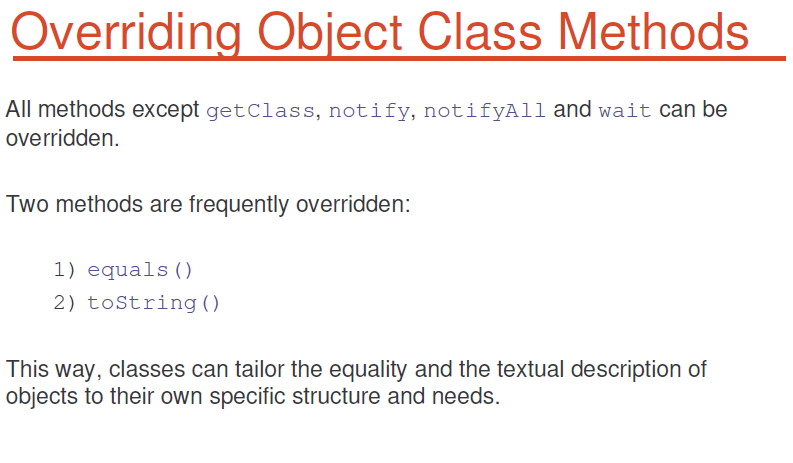 Overriding Object Class Methods
All methods except getClass, notify, notifyAll and wait can be
overridden.
Two methods are frequently overridden:
1) equals()
2) toString()
This way, classes can tailor the equality and the textual description of
objects to their own specific structure and needs.